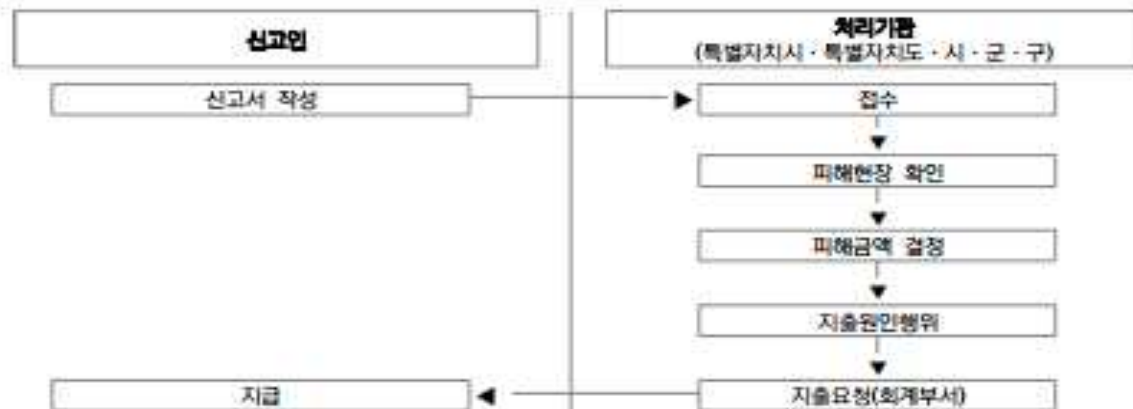 신고인
처리기관
(특별자치시 · 특별자치도 · 시 · 군 · 구)
신고서 작성
접수
피해현장 확인
피해금액 결정
지출원인행위
지급
지출요청(회계부서)